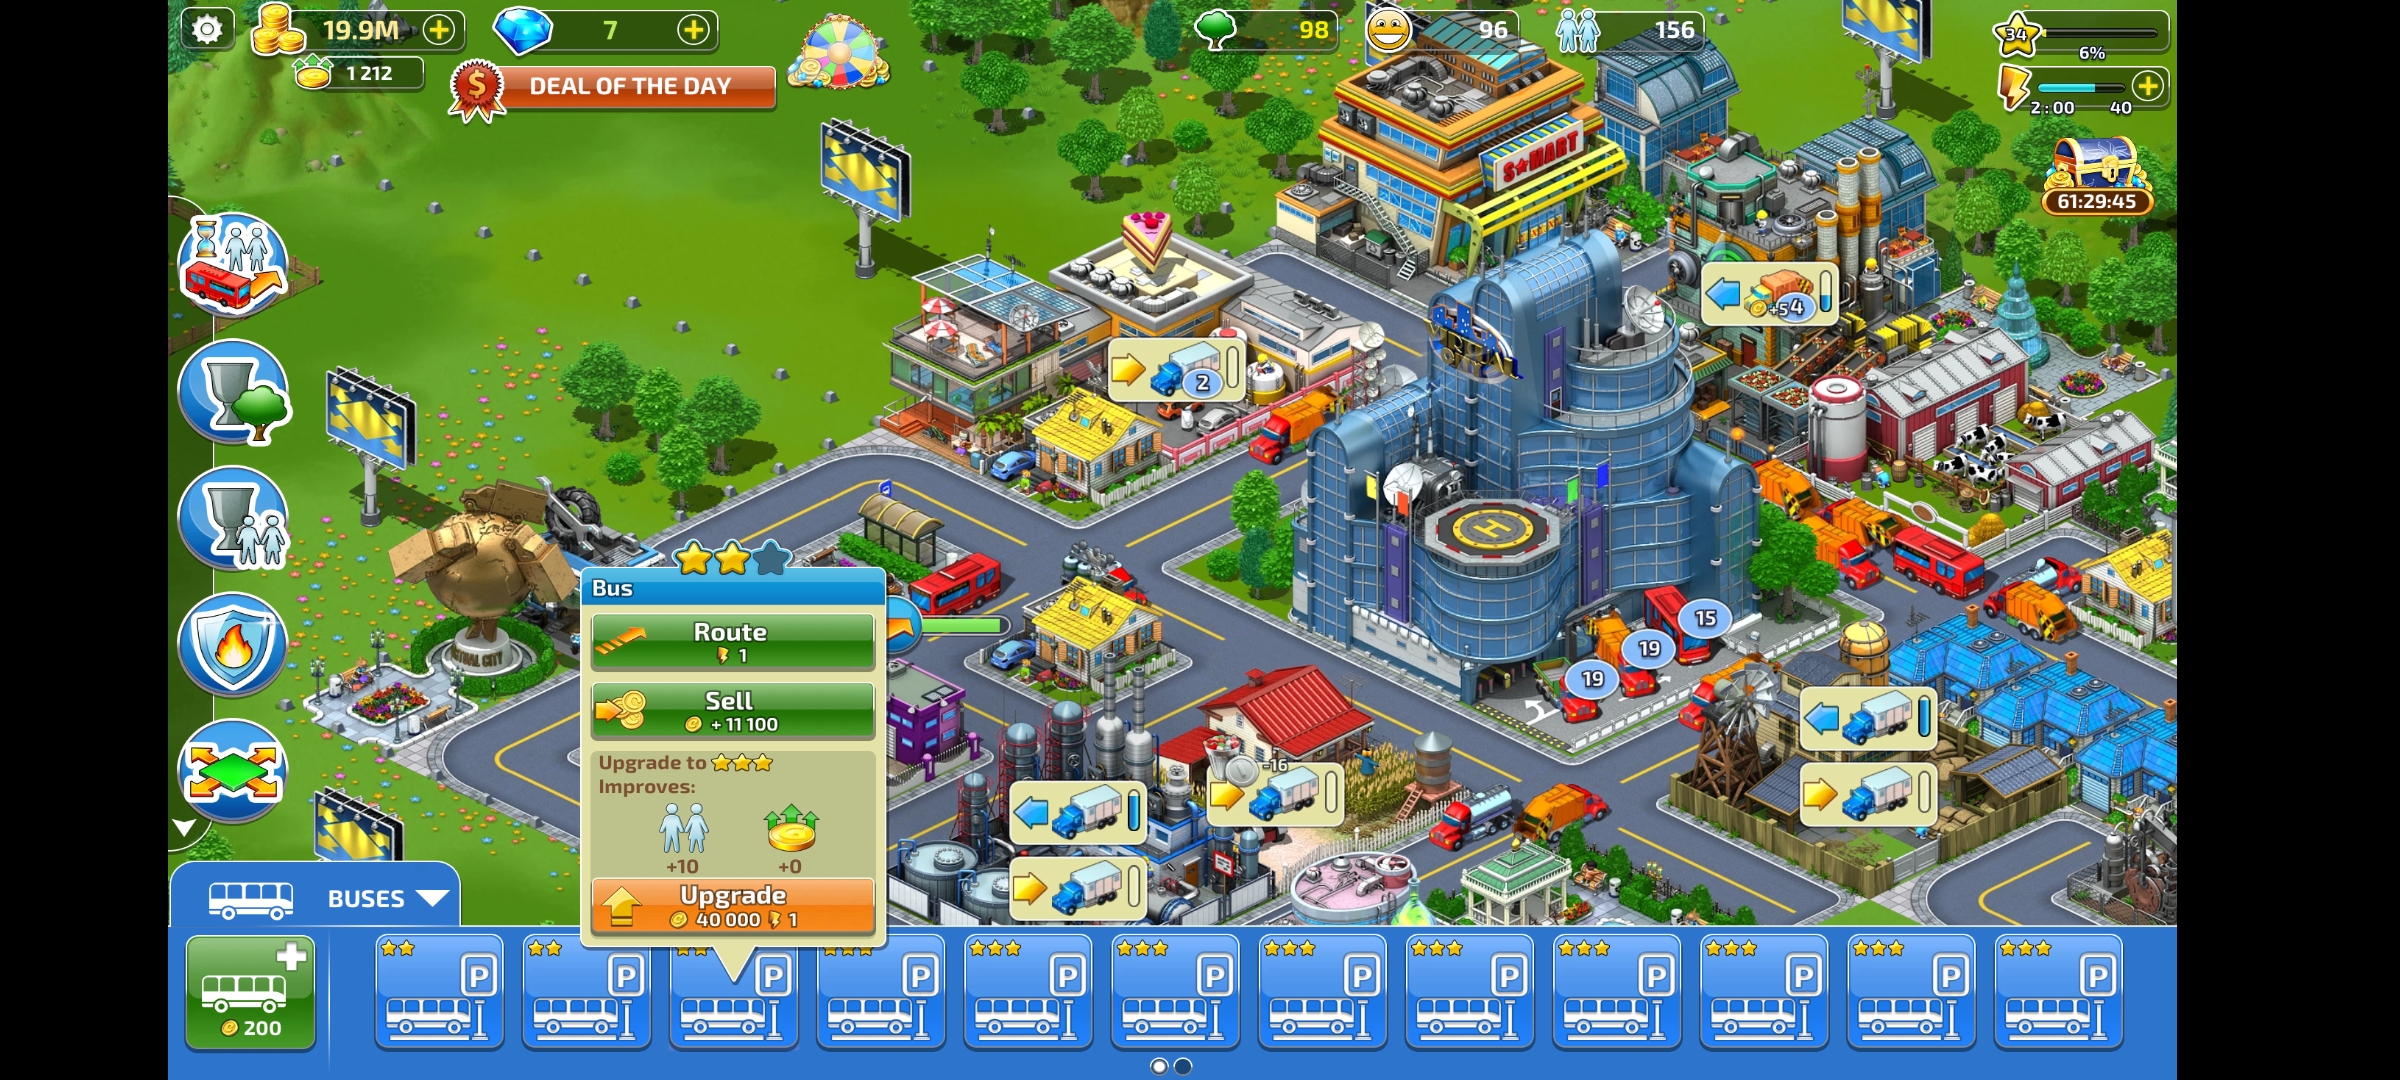 19.9M
7
98
96
156
34
6%
1 212
DEAL OF THE DAY
2:00
40
61:29:45
S★MART
+54
2
15
19
19
-16
Bus
Route
1
Sell
+ 11 100
Upgrade to
Improves:
+10
+0
Upgrade
40 000
1
BUSES
200
P
P
P
P
P
P
P
P
P
P
P
P
H